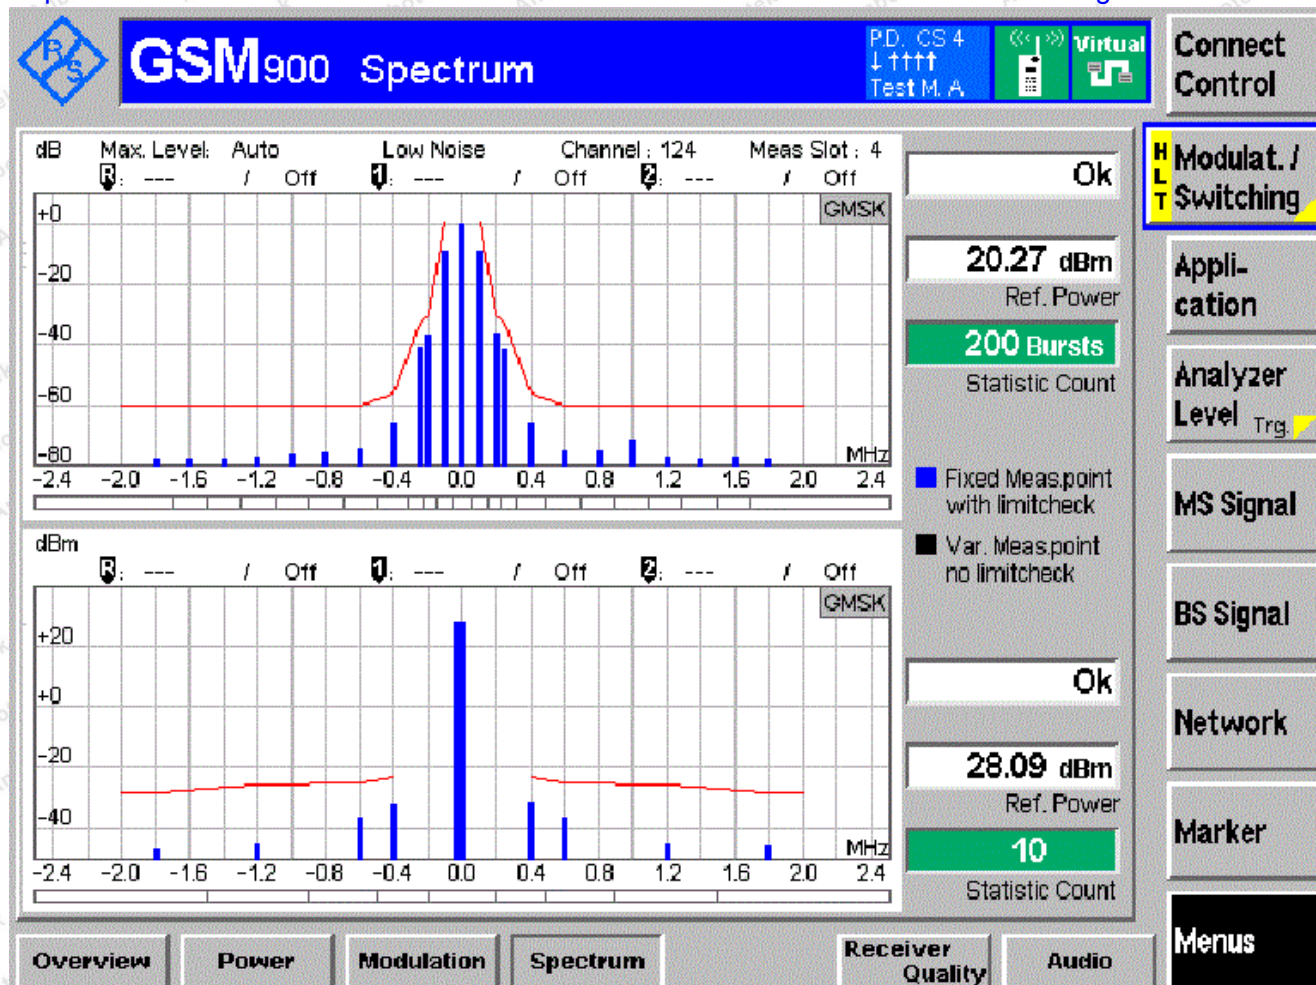 R&S
GSM900 Spectrum
P.D. CS 4
↓ ↑↑↑↑
Test M. A.
Virtual
Connect
Control
dB Max. Level: Auto Low Noise Channel : 124 Meas Slot : 4
R: --- / Off 1: --- / Off 2: --- / Off
GMSK
+0
-20
-40
-60
-80
MHz
-2.4 -2.0 -1.6 -1.2 -0.8 -0.4 0.0 0.4 0.8 1.2 1.6 2.0 2.4
Ok
20.27 dBm
Ref. Power
200 Bursts
Statistic Count
Fixed Meas.point
with limitcheck
Var. Meas.point
no limitcheck
dBm
R: --- / Off 1: --- / Off 2: --- / Off
GMSK
+20
+0
-20
-40
MHz
-2.4 -2.0 -1.6 -1.2 -0.8 -0.4 0.0 0.4 0.8 1.2 1.6 2.0 2.4
Ok
28.09 dBm
Ref. Power
10
Statistic Count
HLT
Modulat. /
Switching
Appli-
cation
Analyzer
Level Trg.
MS Signal
BS Signal
Network
Marker
Menus
Overview
Power
Modulation
Spectrum
Receiver
Quality
Audio